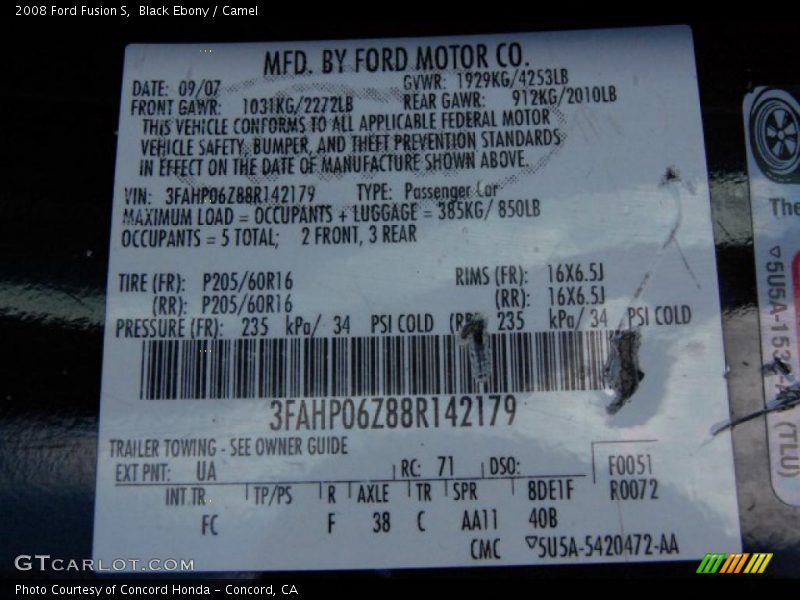 2008 Ford Fusion S,  Black Ebony / Camel
MFD. BY FORD MOTOR CO.
DATE: 09/07 GVWR: 1929KG/4253LB
FRONT GAWR: 1031KG/2272LB REAR GAWR: 912KG/2010LB
THIS VEHICLE CONFORMS TO ALL APPLICABLE FEDERAL MOTOR
VEHICLE SAFETY, BUMPER, AND THEFT PREVENTION STANDARDS
IN EFFECT ON THE DATE OF MANUFACTURE SHOWN ABOVE.
VIN: 3FAHP06Z88R142179 TYPE: Passenger Car
MAXIMUM LOAD = OCCUPANTS + LUGGAGE = 385KG/ 850LB
OCCUPANTS = 5 TOTAL; 2 FRONT, 3 REAR
TIRE (FR): P205/60R16 RIMS (FR): 16X6.5J
(RR): P205/60R16 (RR): 16X6.5J
PRESSURE (FR): 235 kPa/ 34 PSI COLD (RR): 235 kPa/ 34 PSI COLD
3FAHP06Z88R142179
TRAILER TOWING - SEE OWNER GUIDE
EXT PNT: UA RC: 71 DSO: F0051
INT TR TP/PS R AXLE TR SPR 8DE1F R0072
FC F 38 C AA11 40B
CMC ▽5U5A-5420472-AA
The
(TLU)
GTCARLOT.COM
Photo Courtesy of Concord Honda – Concord, CA